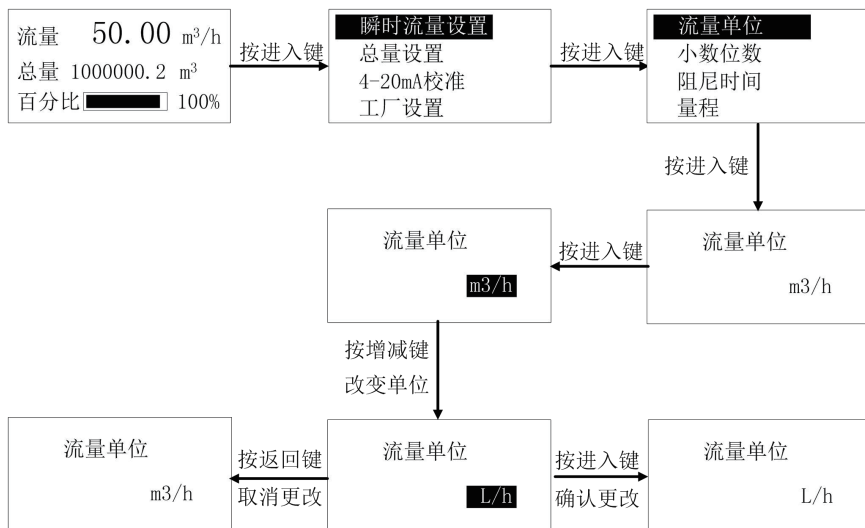 流量 50.00 m³/h
总量 1000000.2 m³
百分比 100%
按进入键
瞬时流量设置
总量设置
4-20mA校准
工厂设置
按进入键
流量单位
小数位数
阻尼时间
量程
按进入键
流量单位
m3/h
按进入键
流量单位
m3/h
按增减键
改变单位
流量单位
L/h
按返回键
取消更改
流量单位
m3/h
按进入键
确认更改
流量单位
L/h